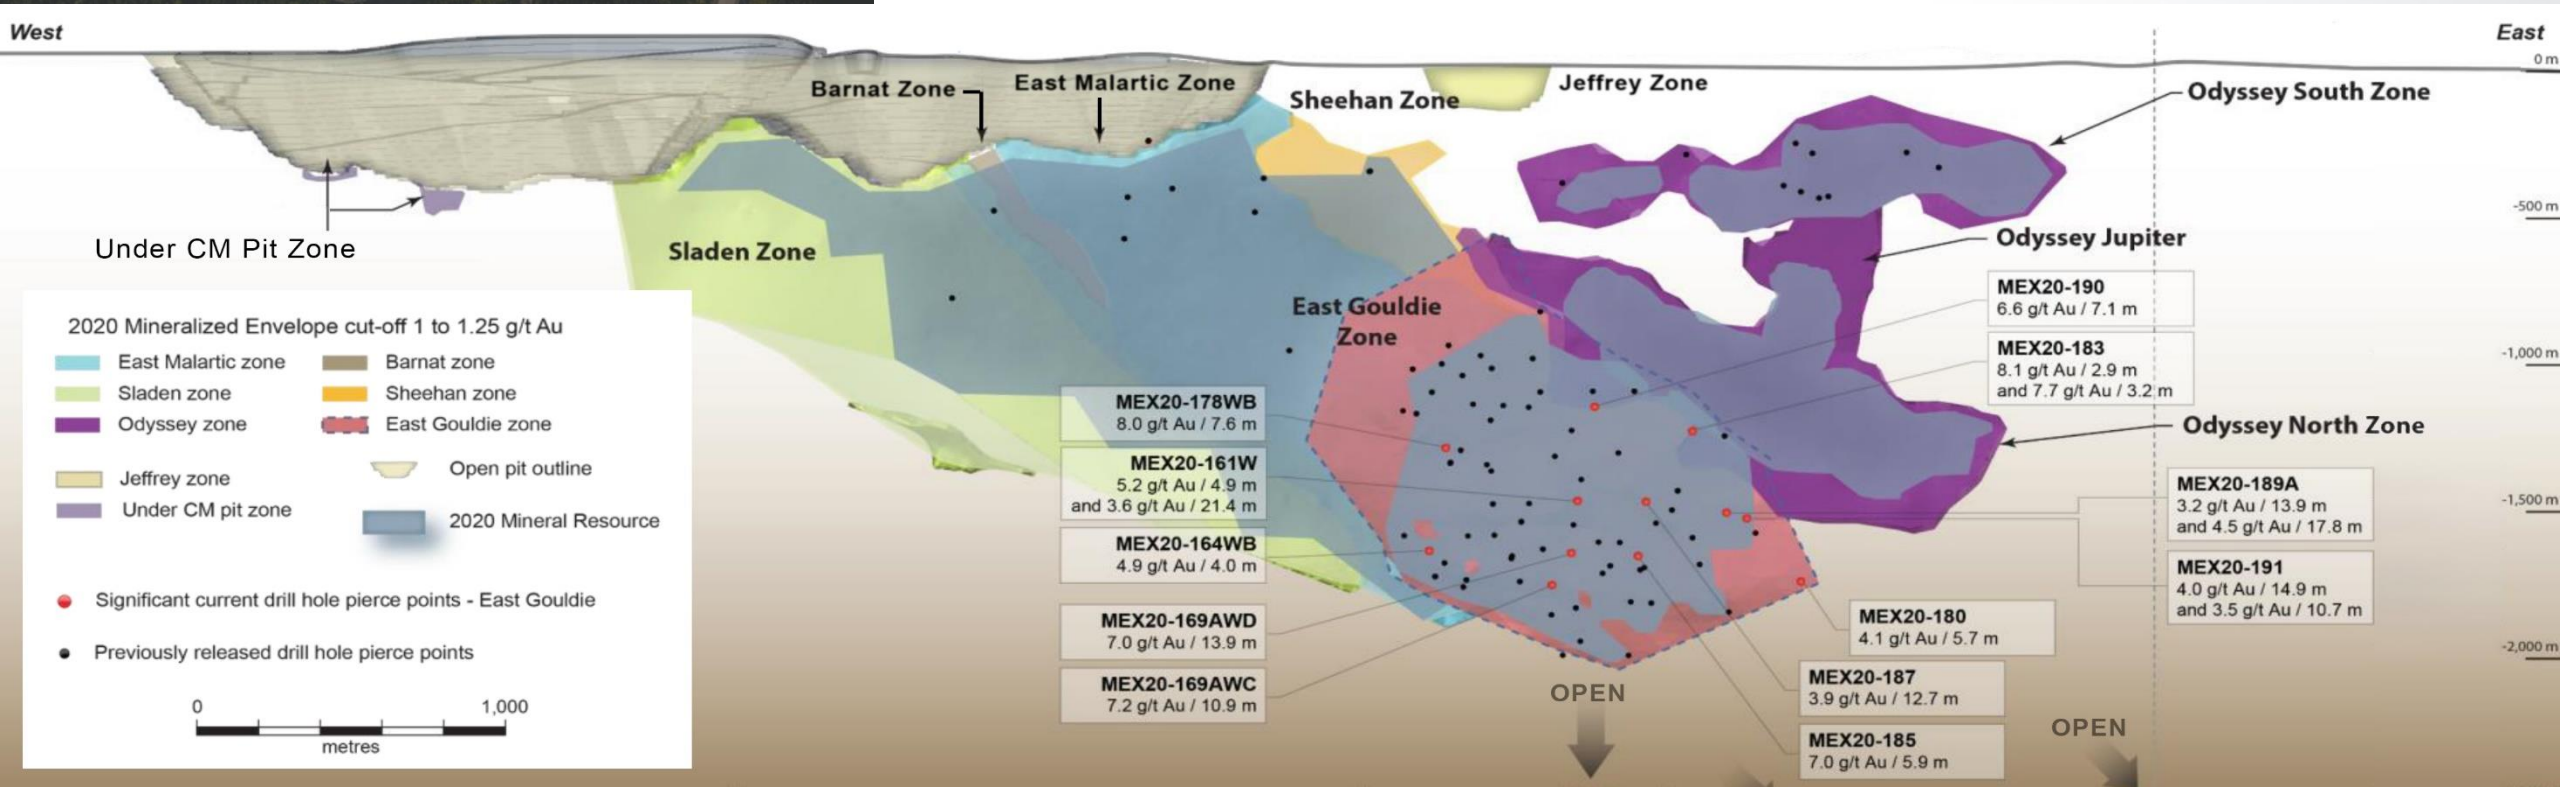 West
East
0 m
Barnat Zone
East Malartic Zone
Sheehan Zone
Jeffrey Zone
Odyssey South Zone
-500 m
Under CM Pit Zone
Sladen Zone
Odyssey Jupiter
East Gouldie
Zone
MEX20-190
6.6 g/t Au / 7.1 m
MEX20-183
8.1 g/t Au / 2.9 m
and 7.7 g/t Au / 3.2 m
-1,000 m
Odyssey North Zone
MEX20-178WB
8.0 g/t Au / 7.6 m
MEX20-161W
5.2 g/t Au / 4.9 m
and 3.6 g/t Au / 21.4 m
MEX20-164WB
4.9 g/t Au / 4.0 m
MEX20-169AWD
7.0 g/t Au / 13.9 m
MEX20-169AWC
7.2 g/t Au / 10.9 m
MEX20-189A
3.2 g/t Au / 13.9 m
and 4.5 g/t Au / 17.8 m
-1,500 m
MEX20-191
4.0 g/t Au / 14.9 m
and 3.5 g/t Au / 10.7 m
MEX20-180
4.1 g/t Au / 5.7 m
-2,000 m
MEX20-187
3.9 g/t Au / 12.7 m
MEX20-185
7.0 g/t Au / 5.9 m
OPEN
OPEN
2020 Mineralized Envelope cut-off 1 to 1.25 g/t Au
East Malartic zone
Barnat zone
Sladen zone
Sheehan zone
Odyssey zone
East Gouldie zone
Jeffrey zone
Open pit outline
Under CM pit zone
2020 Mineral Resource
Significant current drill hole pierce points - East Gouldie
Previously released drill hole pierce points
0
1,000
metres